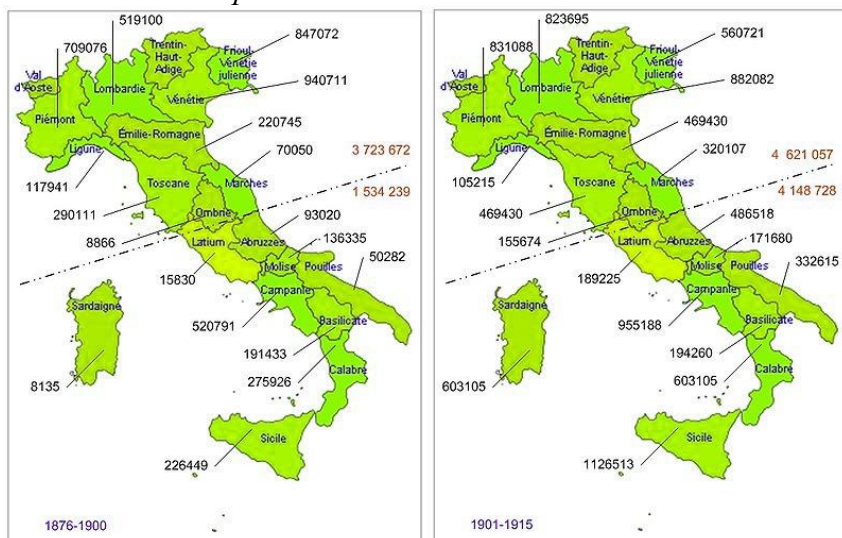 519100
709076
847072
940711
220745
3 723 672
70050
117941
1 534 239
290111
93020
136335
8866
50282
15830
520791
191433
8135
275926
226449
Trentin-
Haut-
Adige
Frioul-
Vénétie
julienne
Val
d'Aoste
Lombardie
Vénétie
Piémont
Émilie-Romagne
Ligurie
Toscane
Marches
Ombrie
Latium
Abruzzes
Molise
Pouilles
Campanie
Sardaigne
Basilicate
Calabre
Sicile
1876-1900
823695
831088
560721
882082
469430
4 621 057
320107
105215
4 148 728
469430
486518
155674
171680
332615
189225
955188
194260
603105
603105
1126513
Trentin-
Haut-
Adige
Frioul-
Vénétie
julienne
Val
d'Aoste
Lombardie
Vénétie
Piémont
Émilie-Romagne
Ligurie
Toscane
Marches
Ombrie
Latium
Abruzzes
Molise
Pouilles
Campanie
Sardaigne
Basilicate
Calabre
Sicile
1901-1915